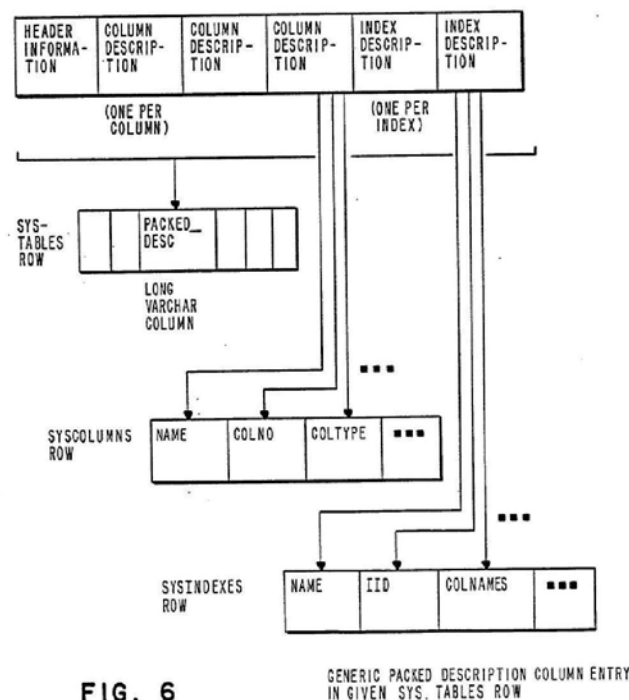 HEADER
INFORMA-
TION
COLUMN
DESCRIP-
TION
COLUMN
DESCRIP-
TION
COLUMN
DESCRIP-
TION
INDEX
DESCRIP-
TION
INDEX
DESCRIP-
TION
(ONE PER
COLUMN)
(ONE PER
INDEX)
SYS-
TABLES
ROW
PACKED_
DESC
LONG
VARCHAR
COLUMN
SYSCOLUMNS
ROW
NAME
COLNO
COLTYPE
SYSINDEXES
ROW
NAME
IID
COLNAMES
FIG. 6
GENERIC PACKED DESCRIPTION COLUMN ENTRY
IN GIVEN SYS. TABLES ROW